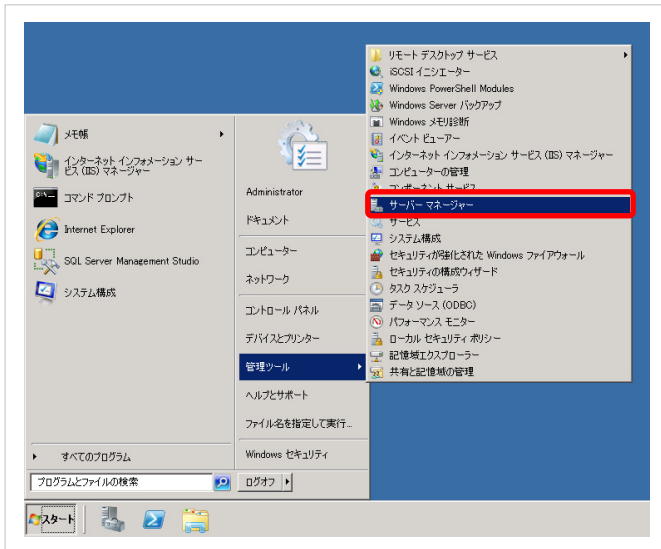 メモ帳
インターネット インフォメーション サー
ビス (IIS) マネージャー
コマンド プロンプト
Internet Explorer
SQL Server Management Studio
システム構成
すべてのプログラム
プログラムとファイルの検索
スタート
Administrator
ドキュメント
コンピューター
ネットワーク
コントロール パネル
デバイスとプリンター
管理ツール
ヘルプとサポート
ファイル名を指定して実行...
Windows セキュリティ
ログオフ
リモート デスクトップ サービス
iSCSI イニシエーター
Windows PowerShell Modules
Windows Server バックアップ
Windows メモリ診断
イベント ビューアー
インターネット インフォメーション サービス (IIS) マネージャー
コンピューターの管理
コンポーネント サービス
サーバー マネージャー
サービス
システム構成
セキュリティが強化された Windows ファイアウォール
セキュリティの構成ウィザード
タスク スケジューラ
データ ソース (ODBC)
パフォーマンス モニター
ローカル セキュリティ ポリシー
記憶域エクスプローラー
共有と記憶域の管理